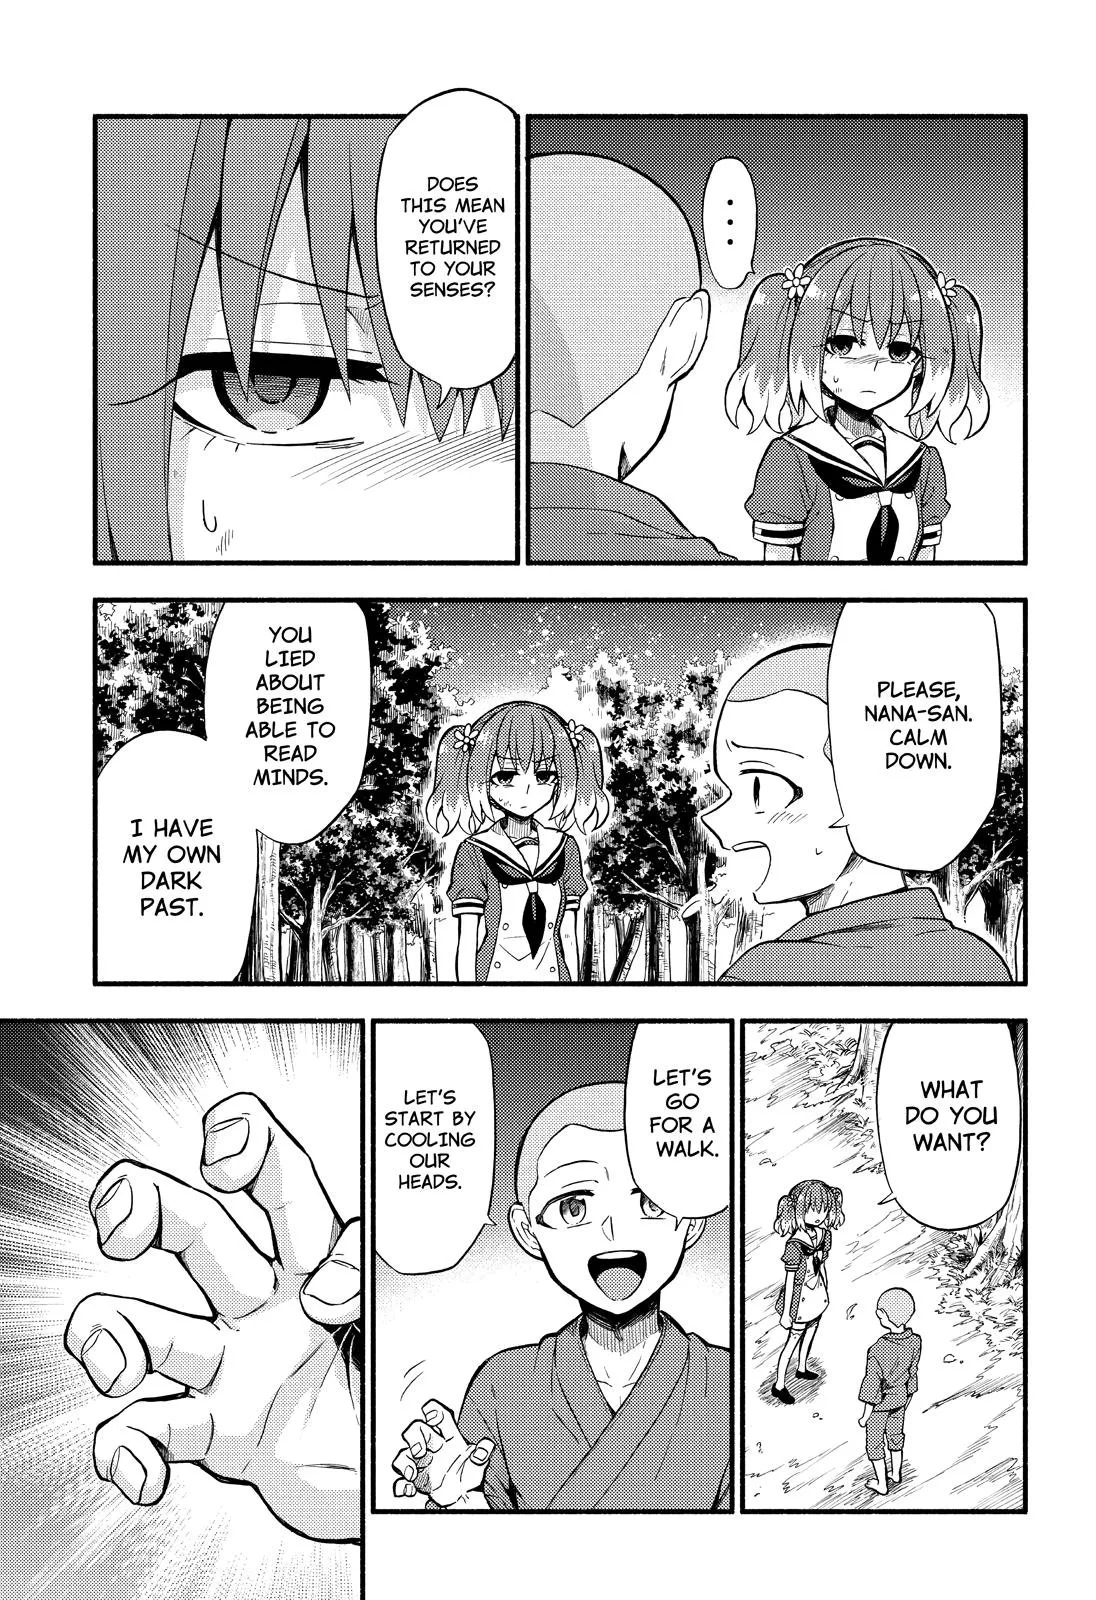 ...
DOES
THIS MEAN
YOU'VE
RETURNED
TO YOUR
SENSES?
PLEASE,
NANA-SAN.
CALM
DOWN.
YOU
LIED
ABOUT
BEING
ABLE TO
READ
MINDS.
I HAVE
MY OWN
DARK
PAST.
WHAT
DO YOU
WANT?
LET'S
GO
FOR A
WALK.
LET'S
START BY
COOLING
OUR
HEADS.